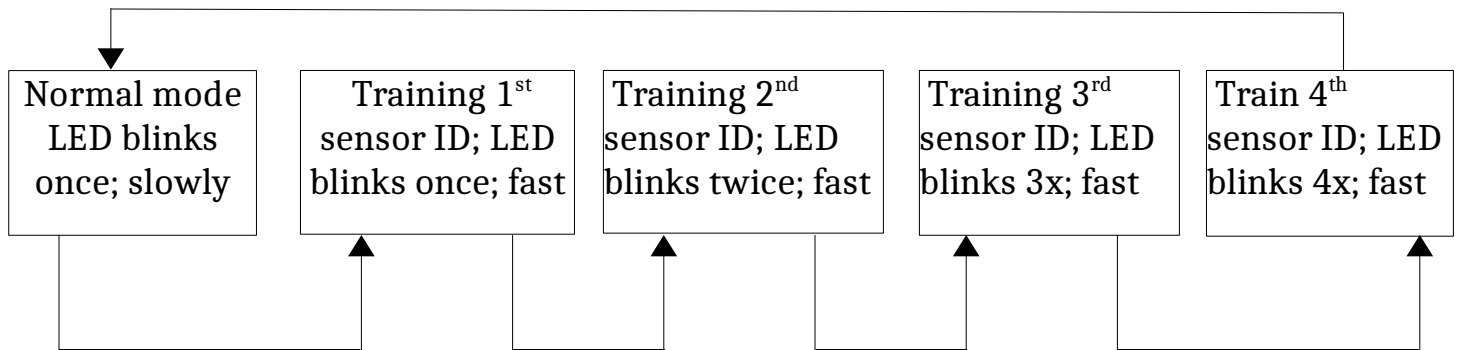 Normal mode
LED blinks
once; slowly
Training 1st
sensor ID; LED
blinks once; fast
Training 2nd
sensor ID; LED
blinks twice; fast
Training 3rd
sensor ID; LED
blinks 3x; fast
Train 4th
sensor ID; LED
blinks 4x; fast